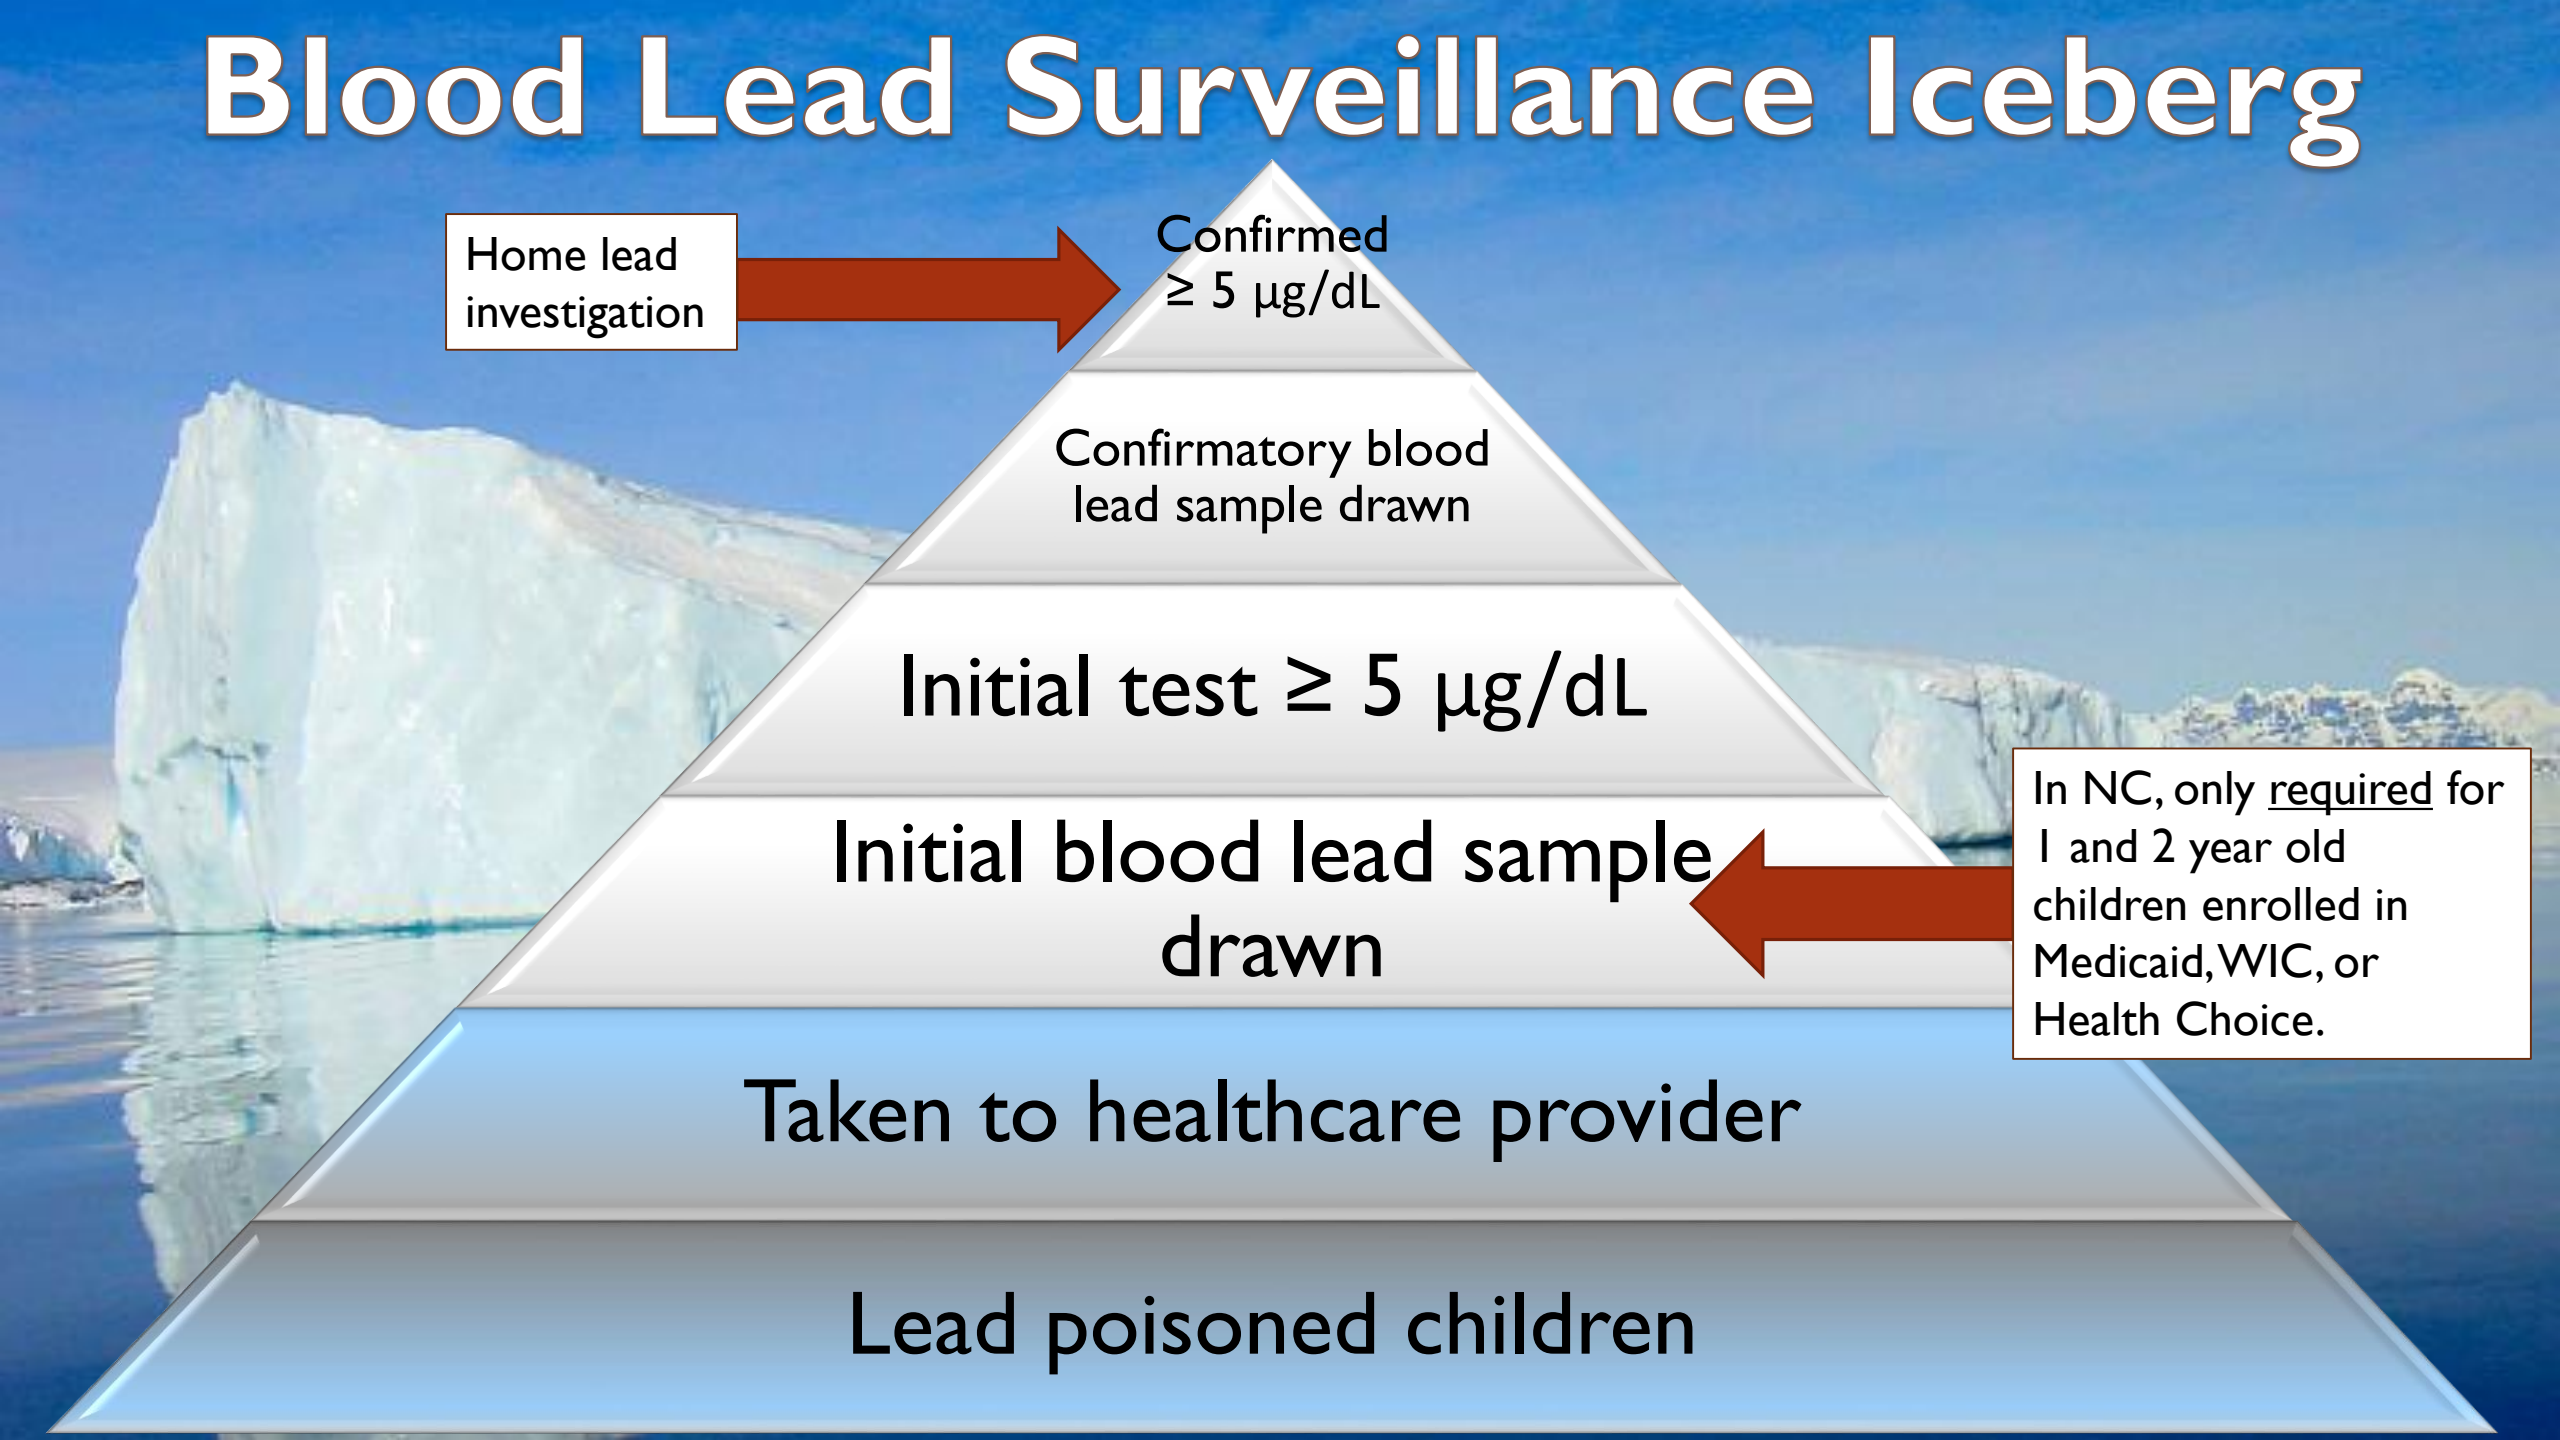 Blood Lead Surveillance Iceberg
Home lead
investigation
Confirmed
≥ 5 µg/dL
Confirmatory blood
lead sample drawn
Initial test ≥ 5 µg/dL
Initial blood lead sample
drawn
In NC, only required for
1 and 2 year old
children enrolled in
Medicaid, WIC, or
Health Choice.
Taken to healthcare provider
Lead poisoned children